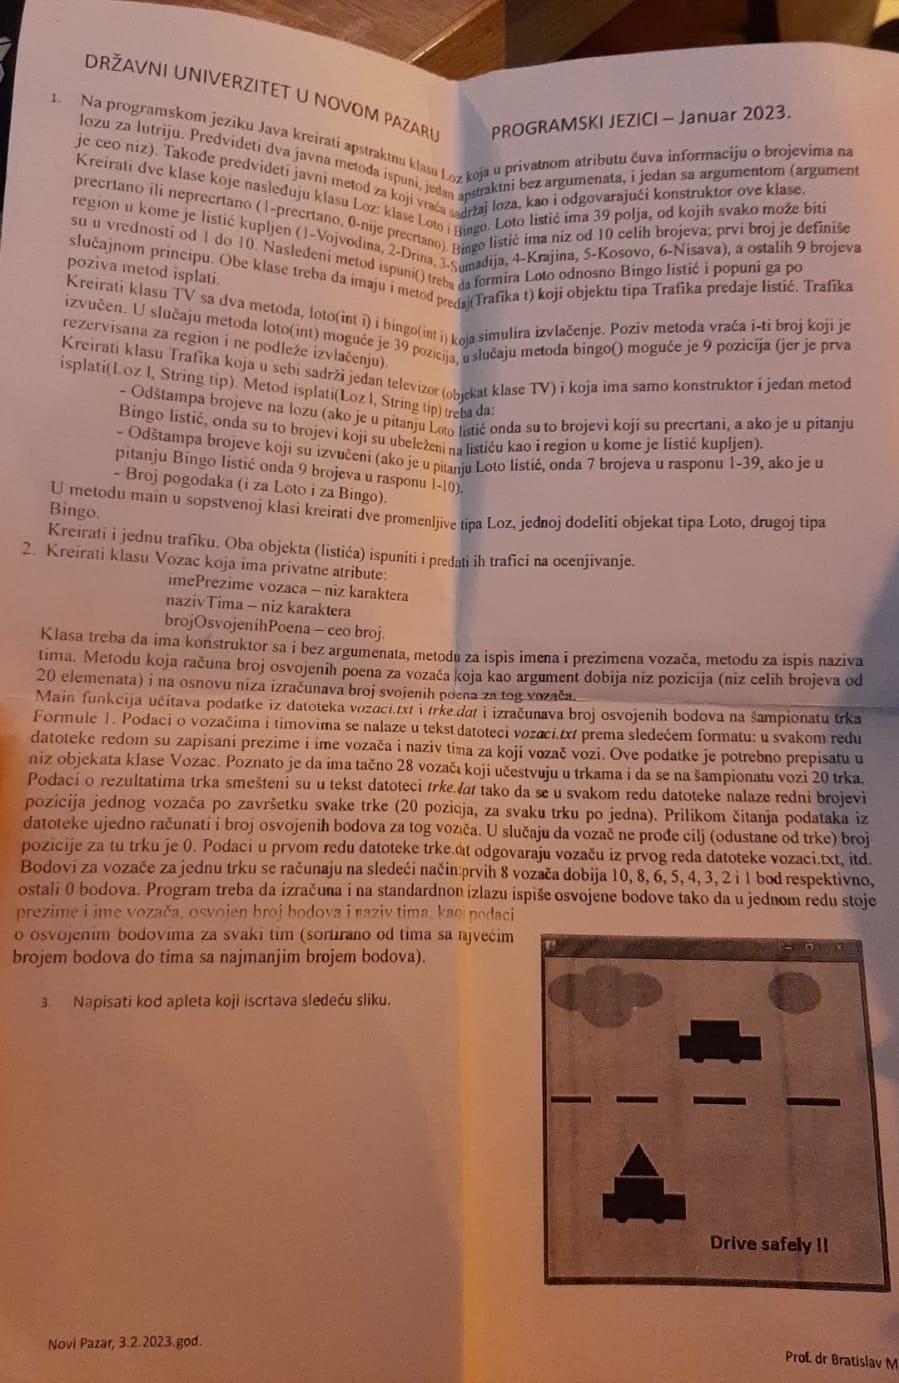 DRŽAVNI UNIVERZITET U NOVOM PAZARU
PROGRAMSKI JEZICI – Januar 2023.
1. Na programskom jeziku Java kreirati apstraktnu klasu Loz koja u privatnom atributu čuva informaciju o brojevima na
lozu za lutriju. Predvideti dva javna metoda ispuni, jedan apstraktni bez argumenata, i jedan sa argumentom (argument
je ceo niz). Takođe predvideti javni metod za koji vraća sadržaj loza, kao i odgovarajući konstruktor ove klase.
Kreirati dve klase koje nasleđuju klasu Loz: klase Loto i Bingo. Loto listić ima 39 polja, od kojih svako može biti
precrtano ili neprecrtano (1-precrtano, 0-nije precrtano). Bingo listić ima niz od 10 celih brojeva; prvi broj je definiše
region u kome je listić kupljen (1-Vojvodina, 2-Drina, 3-Šumadija, 4-Krajina, 5-Kosovo, 6-Nišava), a ostalih 9 brojeva
su u vrednosti od 1 do 10. Nasleđeni metod ispuni() treba da formira Loto odnosno Bingo listić i popuni ga po
slučajnom principu. Obe klase treba da imaju i metod predaj(Trafika t) koji objektu tipa Trafika predaje listić. Trafika
poziva metod isplati.
Kreirati klasu TV sa dva metoda, loto(int i) i bingo(int i) koja simulira izvlačenje. Poziv metoda vraća i-ti broj koji je
izvučen. U slučaju metoda loto(int) moguće je 39 pozicija, u slučaju metoda bingo() moguće je 9 pozicija (jer je prva
rezervisana za region i ne podleže izvlačenju).
Kreirati klasu Trafika koja u sebi sadrži jedan televizor (objekat klase TV) i koja ima samo konstruktor i jedan metod
isplati(Loz l, String tip). Metod isplati(Loz l, String tip) treba da:
- Odštampa brojeve na lozu (ako je u pitanju Loto listić onda su to brojevi koji su precrtani, a ako je u pitanju
Bingo listić, onda su to brojevi koji su ubeleženi na listiću kao i region u kome je listić kupljen).
- Odštampa brojeve koji su izvučeni (ako je u pitanju Loto listić, onda 7 brojeva u rasponu 1-39, ako je u
pitanju Bingo listić onda 9 brojeva u rasponu 1-10).
- Broj pogodaka (i za Loto i za Bingo).
U metodu main u sopstvenoj klasi kreirati dve promenljive tipa Loz, jednoj dodeliti objekat tipa Loto, drugoj tipa
Bingo.
Kreirati i jednu trafiku. Oba objekta (listića) ispuniti i predati ih trafici na ocenjivanje.
2. Kreirati klasu Vozac koja ima privatne atribute:
imePrezime vozaca – niz karaktera
nazivTima – niz karaktera
brojOsvojenihPoena – ceo broj.
Klasa treba da ima konstruktor sa i bez argumenata, metodu za ispis imena i prezimena vozača, metodu za ispis naziva
tima. Metodu koja računa broj osvojenih poena za vozača koja kao argument dobija niz pozicija (niz celih brojeva od
20 elemenata) i na osnovu niza izračunava broj svojenih poena za tog vozača.
Main funkcija učitava podatke iz datoteka vozaci.txt i trke.dat i izračunava broj osvojenih bodova na šampionatu trka
Formule 1. Podaci o vozačima i timovima se nalaze u tekst datoteci vozaci.txt prema sledećem formatu: u svakom redu
datoteke redom su zapisani prezime i ime vozača i naziv tima za koji vozač vozi. Ove podatke je potrebno prepisati u
niz objekata klase Vozac. Poznato je da ima tačno 28 vozača koji učestvuju u trkama i da se na šampionatu vozi 20 trka.
Podaci o rezultatima trka smešteni su u tekst datoteci trke.dat tako da se u svakom redu datoteke nalaze redni brojevi
pozicija jednog vozača po završetku svake trke (20 pozicja, za svaku trku po jedna). Prilikom čitanja podataka iz
datoteke ujedno računati i broj osvojenih bodova za tog vozača. U slučaju da vozač ne prođe cilj (odustane od trke) broj
pozicije za tu trku je 0. Podaci u prvom redu datoteke trke.dat odgovaraju vozaču iz prvog reda datoteke vozaci.txt, itd.
Bodovi za vozače za jednu trku se računaju na sledeći način:prvih 8 vozača dobija 10, 8, 6, 5, 4, 3, 2 i 1 bod respektivno,
ostali 0 bodova. Program treba da izračuna i na standardnom izlazu ispiše osvojene bodove tako da u jednom redu stoje
prezime i ime vozača, osvojen broj bodova i naziv tima, kao i podaci
o osvojenim bodovima za svaki tim (sortirano od tima sa najvećim
brojem bodova do tima sa najmanjim brojem bodova).
3 Napisati kod apleta koji iscrtava sledeću sliku.
Drive safely !!
Novi Pazar, 3.2.2023.god.
Prof. dr Bratislav M